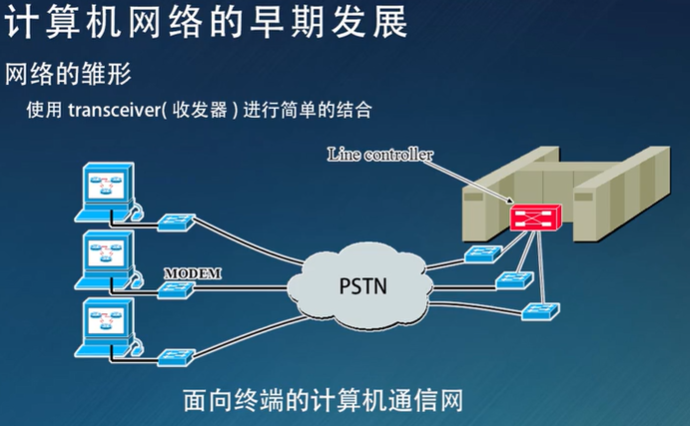 计算机网络的早期发展
网络的雏形
使用 transceiver( 收发器 ) 进行简单的结合
Line controller
MODEM
PSTN
面向终端的计算机通信网